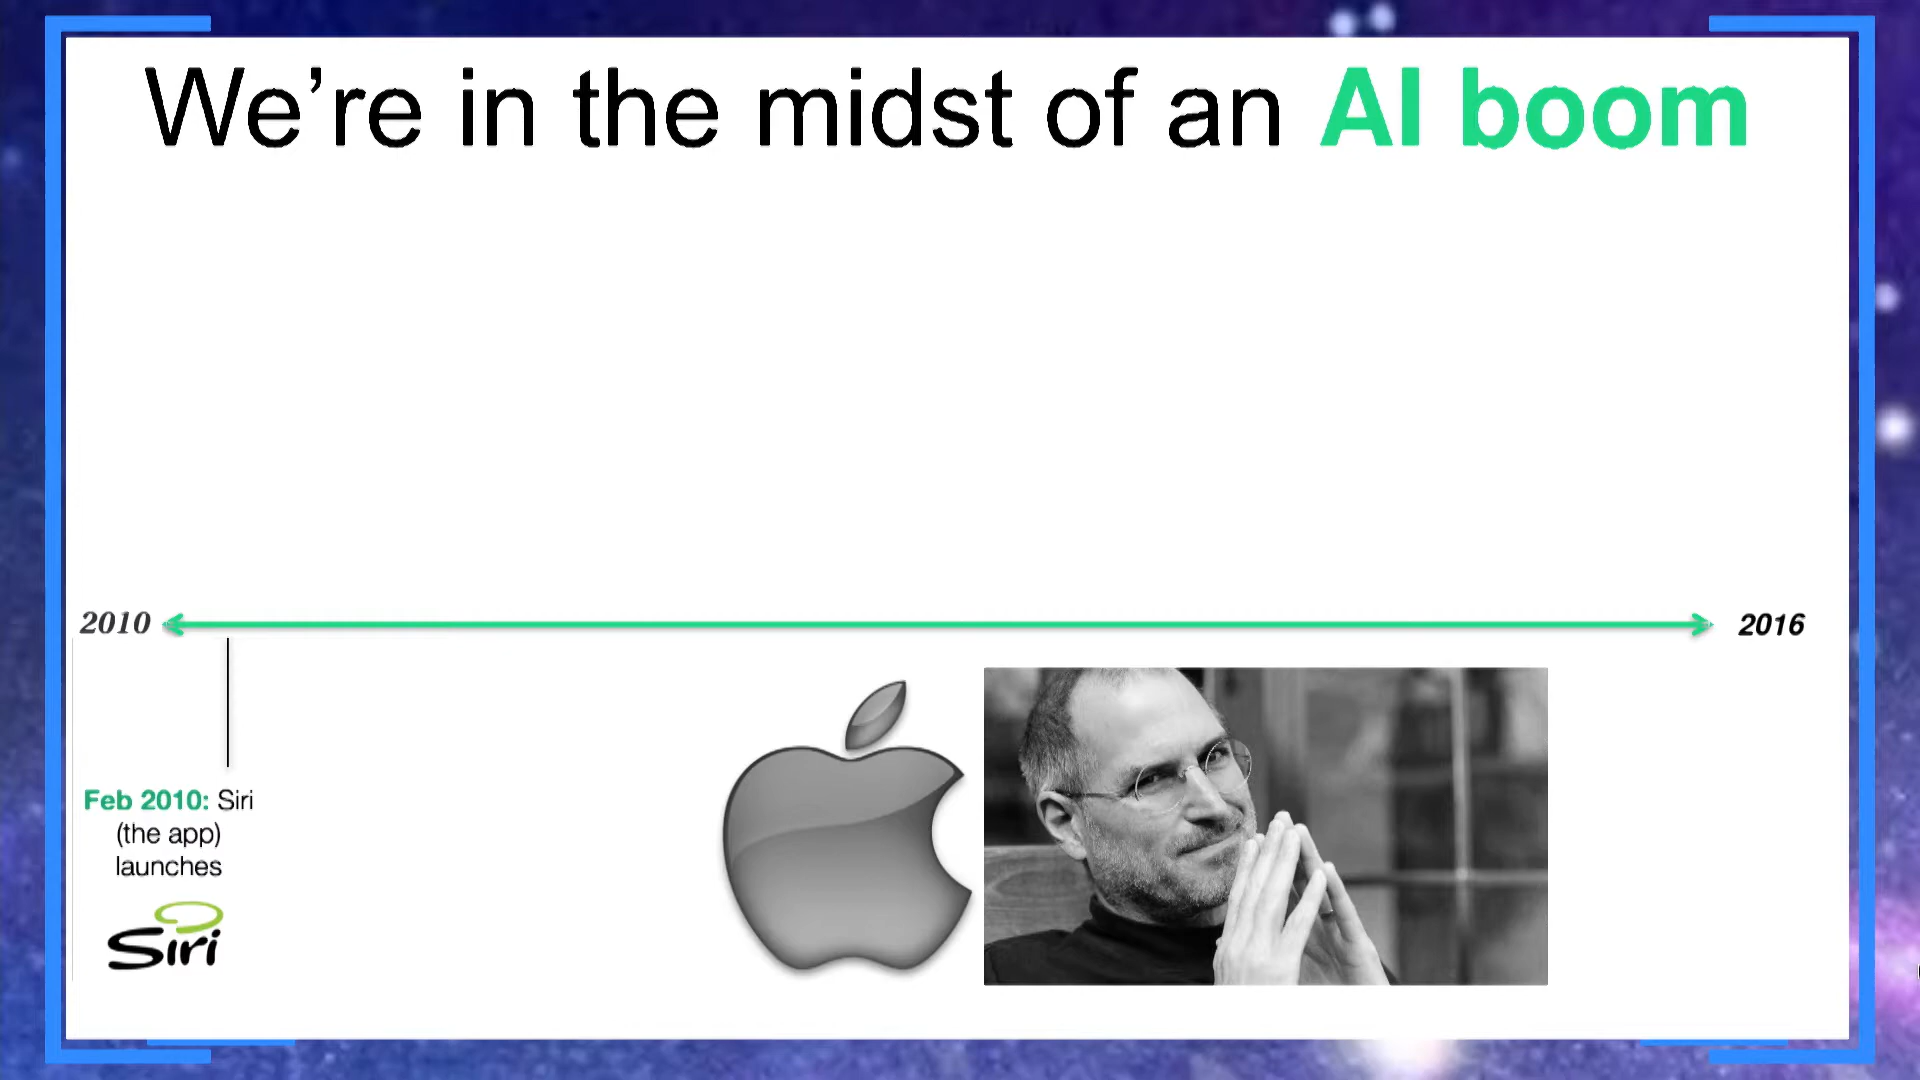 We’re in the midst of an AI boom
2010
2016
Feb 2010: Siri
(the app)
launches
Siri